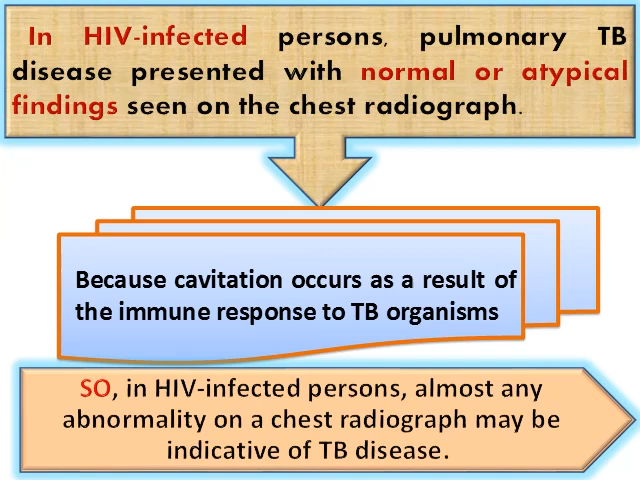 In HIV-infected persons, pulmonary TB
disease presented with normal or atypical
findings seen on the chest radiograph.
Because cavitation occurs as a result of
the immune response to TB organisms
SO, in HIV-infected persons, almost any
abnormality on a chest radiograph may be
indicative of TB disease.